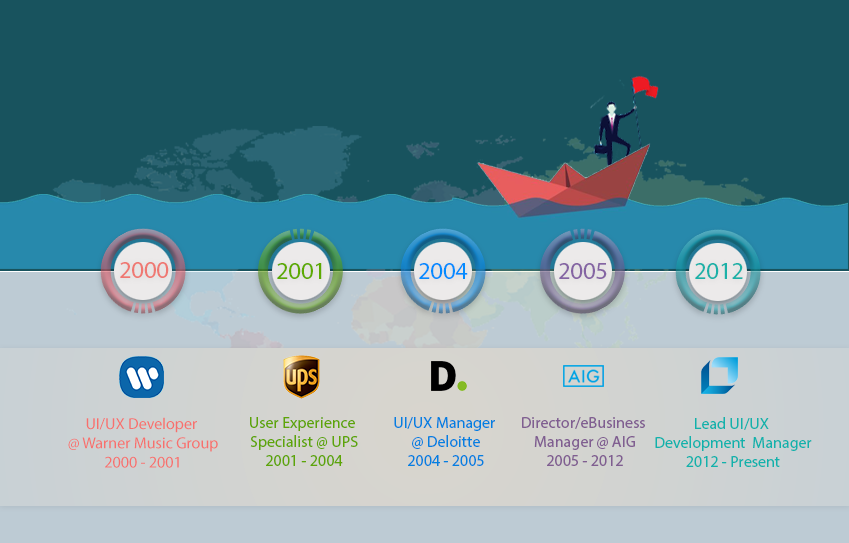 2000
2001
2004
2005
2012
ups
D.
AIG
UI/UX Developer
@ Warner Music Group
2000 - 2001
User Experience
Specialist @ UPS
2001 - 2004
UI/UX Manager
@ Deloitte
2004 - 2005
Director/eBusiness
Manager @ AIG
2005 - 2012
Lead UI/UX
Development Manager
2012 - Present